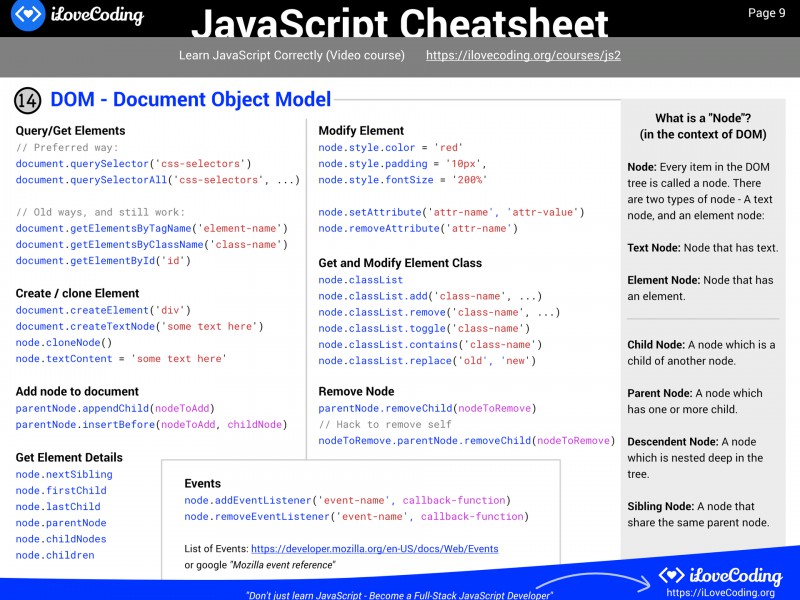 iLoveCoding
JavaScript Cheatsheet
Page 9
Learn JavaScript Correctly (Video course) https://ilovecoding.org/courses/js2
14 DOM - Document Object Model
Query/Get Elements
// Preferred way:
document.querySelector('css-selectors')
document.querySelectorAll('css-selectors', ...)
// Old ways, and still work:
document.getElementsByTagName('element-name')
document.getElementsByClassName('class-name')
document.getElementById('id')
Create / clone Element
document.createElement('div')
document.createTextNode('some text here')
node.cloneNode()
node.textContent = 'some text here'
Add node to document
parentNode.appendChild(nodeToAdd)
parentNode.insertBefore(nodeToAdd, childNode)
Get Element Details
node.nextSibling
node.firstChild
node.lastChild
node.parentNode
node.childNodes
node.children
Modify Element
node.style.color = 'red'
node.style.padding = '10px',
node.style.fontSize = '200%'
node.setAttribute('attr-name', 'attr-value')
node.removeAttribute('attr-name')
Get and Modify Element Class
node.classList
node.classList.add('class-name', ...)
node.classList.remove('class-name', ...)
node.classList.toggle('class-name')
node.classList.contains('class-name')
node.classList.replace('old', 'new')
Remove Node
parentNode.removeChild(nodeToRemove)
// Hack to remove self
nodeToRemove.parentNode.removeChild(nodeToRemove)
Events
node.addEventListener('event-name', callback-function)
node.removeEventListener('event-name', callback-function)
List of Events: https://developer.mozilla.org/en-US/docs/Web/Events
or google "Mozilla event reference"
What is a "Node"?
(in the context of DOM)
Node: Every item in the DOM
tree is called a node. There
are two types of node - A text
node, and an element node:
Text Node: Node that has text.
Element Node: Node that has
an element.
Child Node: A node which is a
child of another node.
Parent Node: A node which
has one or more child.
Descendent Node: A node
which is nested deep in the
tree.
Sibling Node: A node that
share the same parent node.
"Don't just learn JavaScript - Become a Full-Stack JavaScript Developer"
iLoveCoding
https://iLoveCoding.org